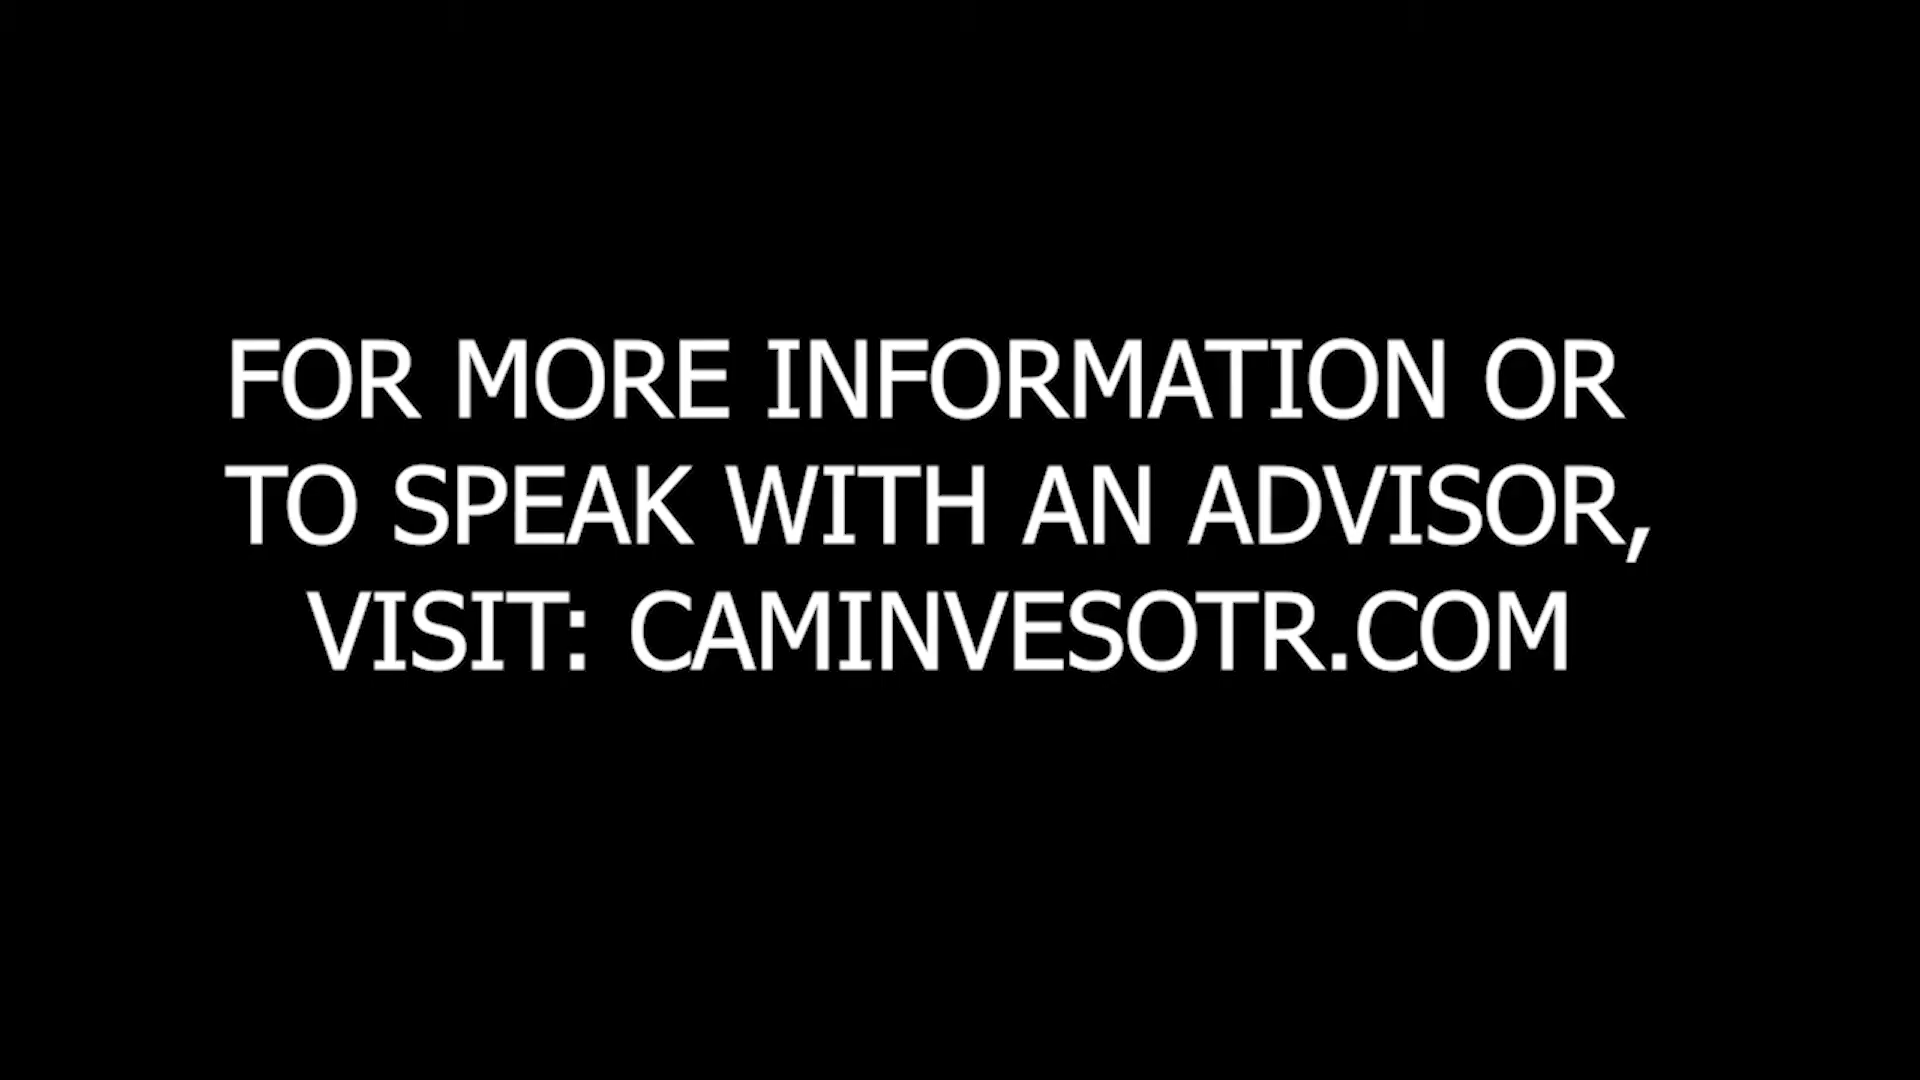 FOR MORE INFORMATION OR
TO SPEAK WITH AN ADVISOR,
VISIT: CAMINVESOTR.COM